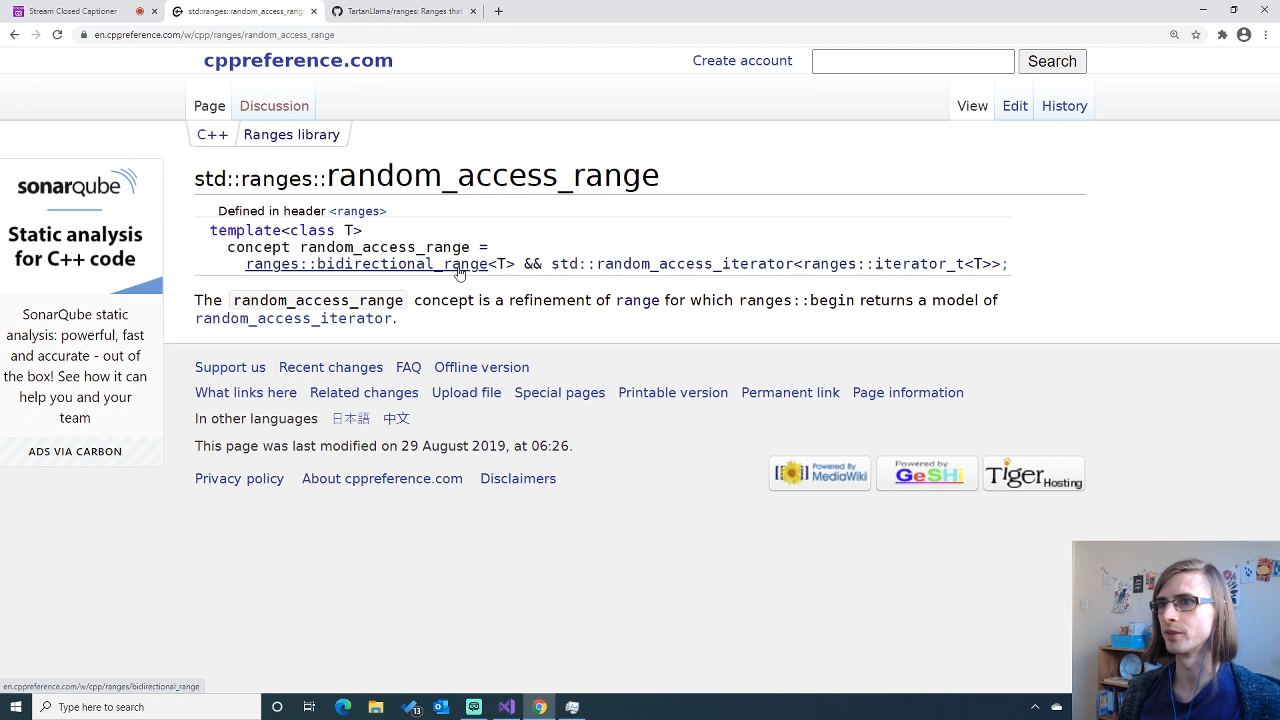 Stream Closed Captioner
std::ranges::random_access_rang
TartanLlama/ranges: Ranges that
en.cppreference.com/w/cpp/ranges/random_access_range
cppreference.com
Create account
Search
Page
Discussion
View
Edit
History
C++
Ranges library
std::ranges::random_access_range
Defined in header <ranges>
template<class T>
concept random_access_range =
ranges::bidirectional_range<T> && std::random_access_iterator<ranges::iterator_t<T>>;
The random_access_range concept is a refinement of range for which ranges::begin returns a model of
random_access_iterator.
sonarqube
Static analysis
for C++ code
SonarQube static
analysis: powerful, fast
and accurate - out of
the box! See how it can
help you and your
team
ADS VIA CARBON
Support us Recent changes FAQ Offline version
What links here Related changes Upload file Special pages Printable version Permanent link Page information
In other languages 日本語 中文
This page was last modified on 29 August 2019, at 06:26.
Privacy policy About cppreference.com Disclaimers
Powered By
MediaWiki
Powered by
GeSHi
Tiger Hosting
en.cppreference.com/w/cpp/ranges/bidirectional_range
Type here to search
13